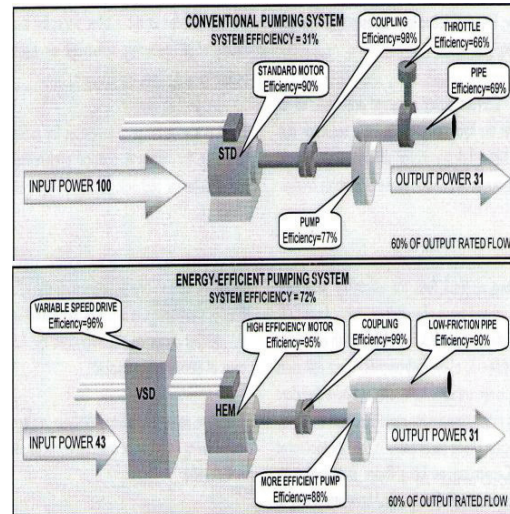 CONVENTIONAL PUMPING SYSTEM
SYSTEM EFFICIENCY = 31%
COUPLING
Efficiency=98%
THROTTLE
Efficiency=66%
STANDARD MOTOR
Efficiency=90%
PIPE
Efficiency=69%
STD
INPUT POWER 100
OUTPUT POWER 31
PUMP
Efficiency=77%
60% OF OUTPUT RATED FLOW
ENERGY-EFFICIENT PUMPING SYSTEM
SYSTEM EFFICIENCY = 72%
VARIABLE SPEED DRIVE
Efficiency=96%
HIGH EFFICIENCY MOTOR
Efficiency=95%
COUPLING
Efficiency=99%
LOW-FRICTION PIPE
Efficiency=90%
VSD
HEM
INPUT POWER 43
OUTPUT POWER 31
MORE EFFICIENT PUMP
Efficiency=88%
60% OF OUTPUT RATED FLOW